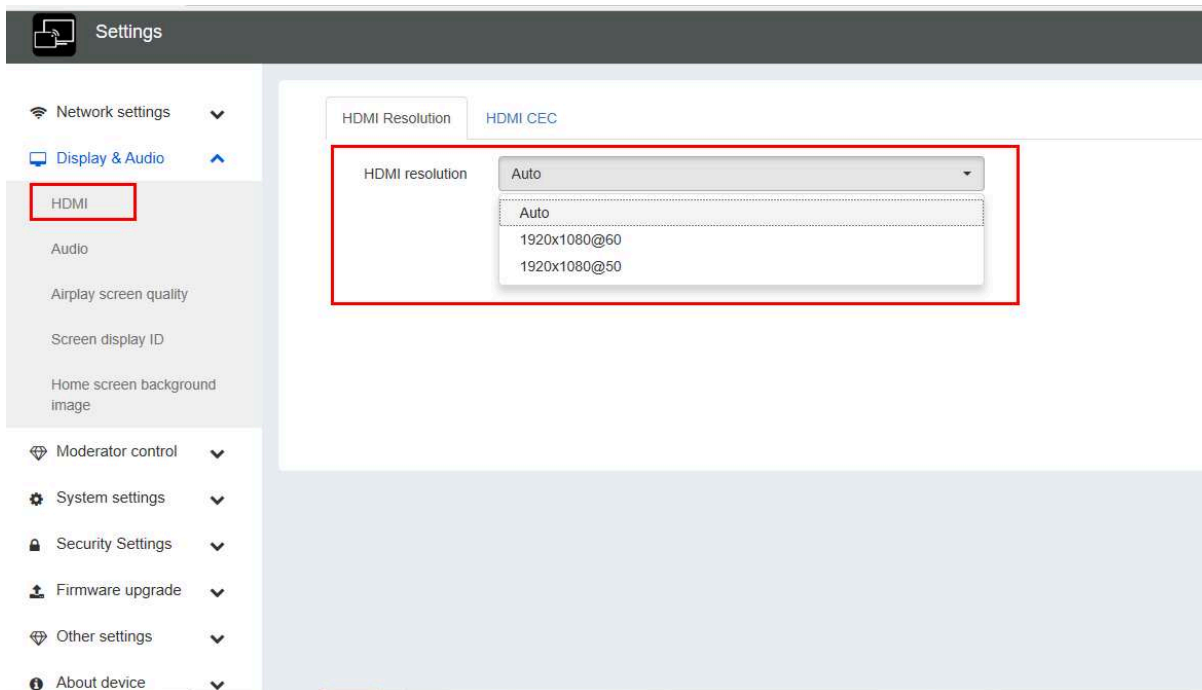 Settings
Network settings
Display & Audio
HDMI
Audio
Airplay screen quality
Screen display ID
Home screen background
image
Moderator control
System settings
Security Settings
Firmware upgrade
Other settings
About device
HDMI Resolution
HDMI CEC
HDMI resolution
Auto
Auto
1920x1080@60
1920x1080@50